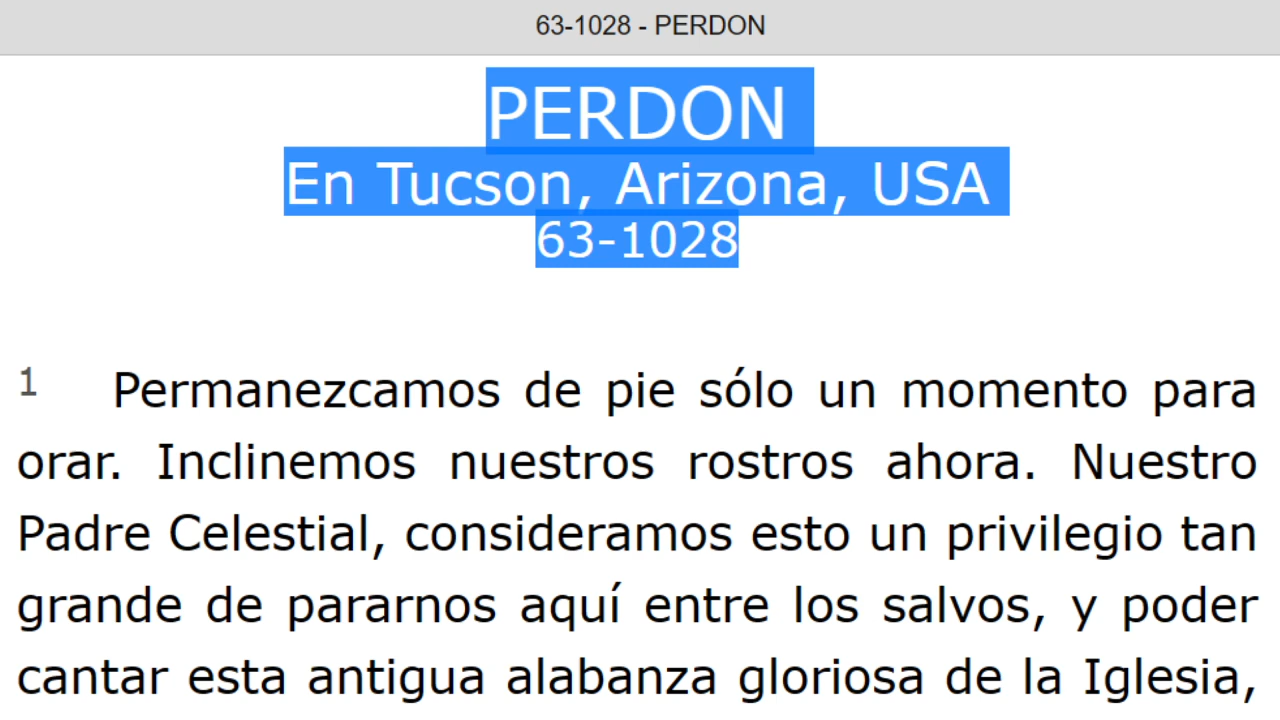 63-1028 - PERDON
PERDON
En Tucson, Arizona, USA
63-1028
1 Permanezcamos de pie sólo un momento para
orar. Inclinemos nuestros rostros ahora. Nuestro
Padre Celestial, consideramos esto un privilegio tan
grande de pararnos aquí entre los salvos, y poder
cantar esta antigua alabanza gloriosa de la Iglesia,